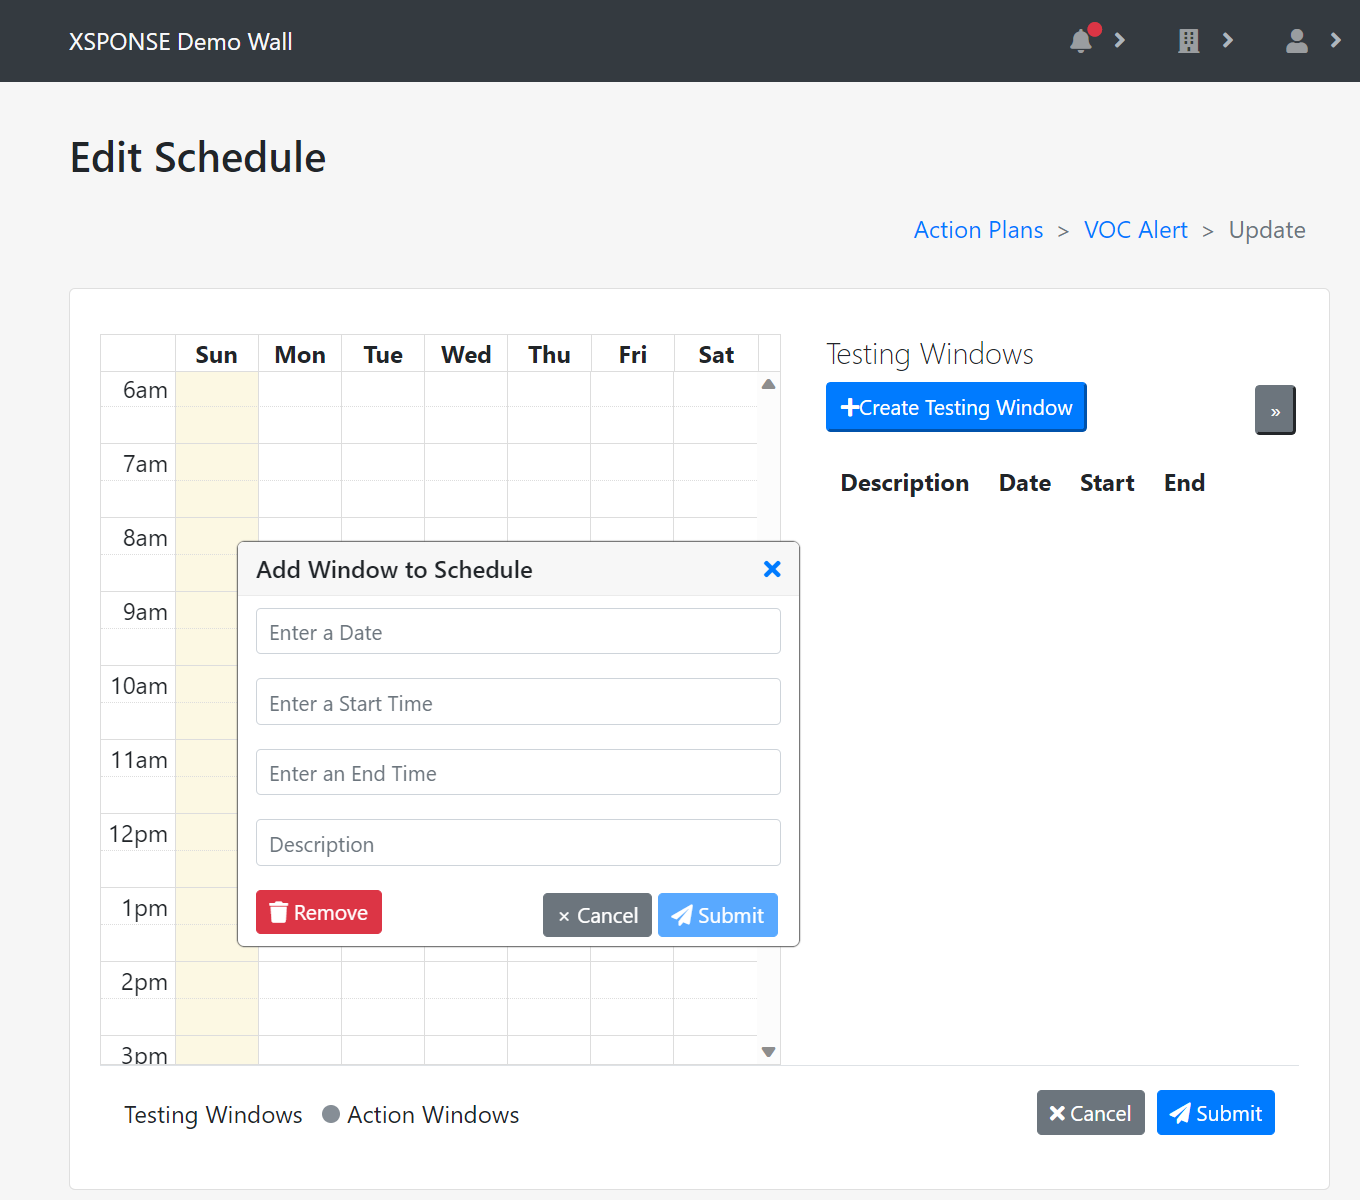 XSPONSE Demo Wall
Edit Schedule
Action Plans > VOC Alert > Update
Sun Mon Tue Wed Thu Fri Sat
6am
7am
8am
9am
10am
11am
12pm
1pm
2pm
3pm
Add Window to Schedule
Enter a Date
Enter a Start Time
Enter an End Time
Description
Remove
× Cancel
Submit
Testing Windows
+Create Testing Window
»
Description Date Start End
Testing Windows
Action Windows
Cancel
Submit